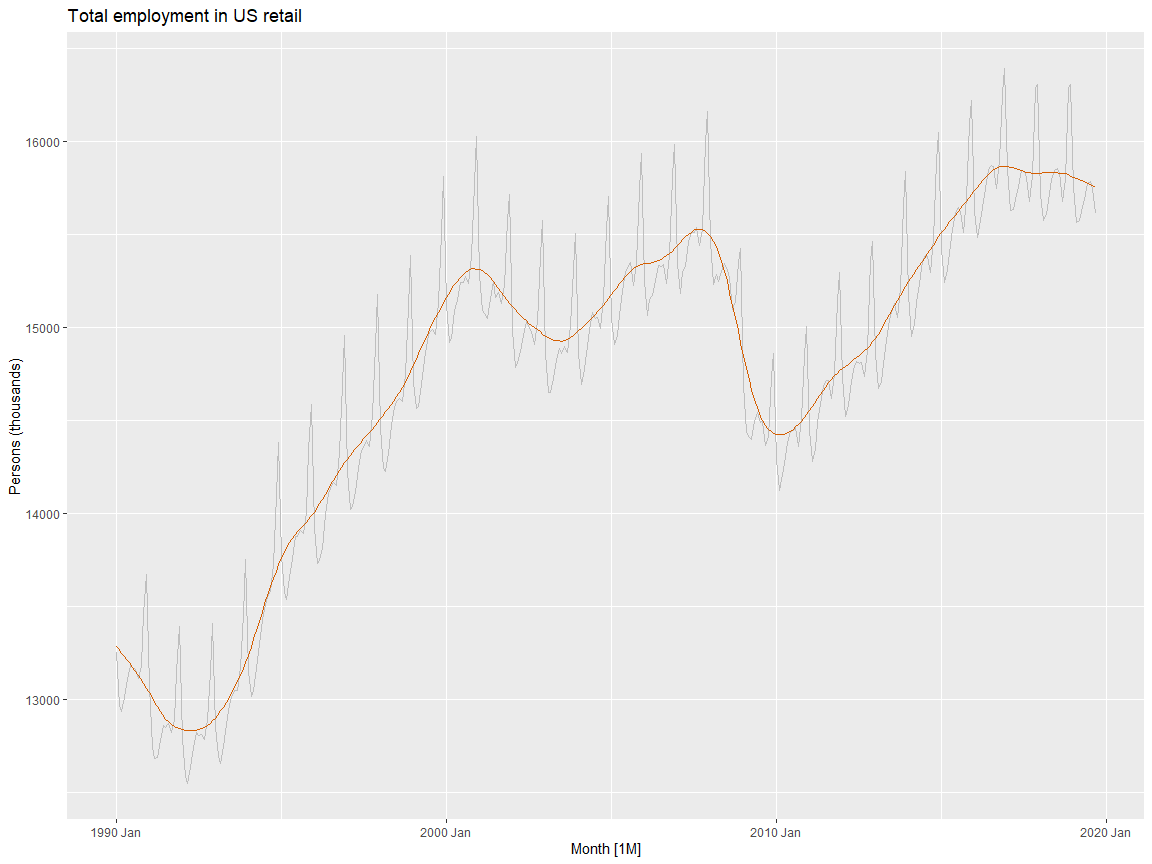 Total employment in US retail
Persons (thousands)
16000
15000
14000
13000
1990 Jan
2000 Jan
2010 Jan
2020 Jan
Month [1M]